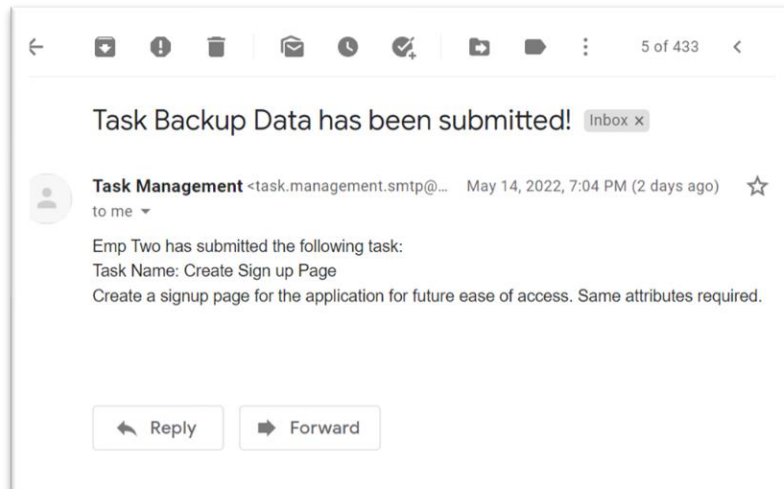 5 of 433
Task Backup Data has been submitted! Inbox x
Task Management <task.management.smtp@... May 14, 2022, 7:04 PM (2 days ago)
to me
Emp Two has submitted the following task:
Task Name: Create Sign up Page
Create a signup page for the application for future ease of access. Same attributes required.
Reply Forward